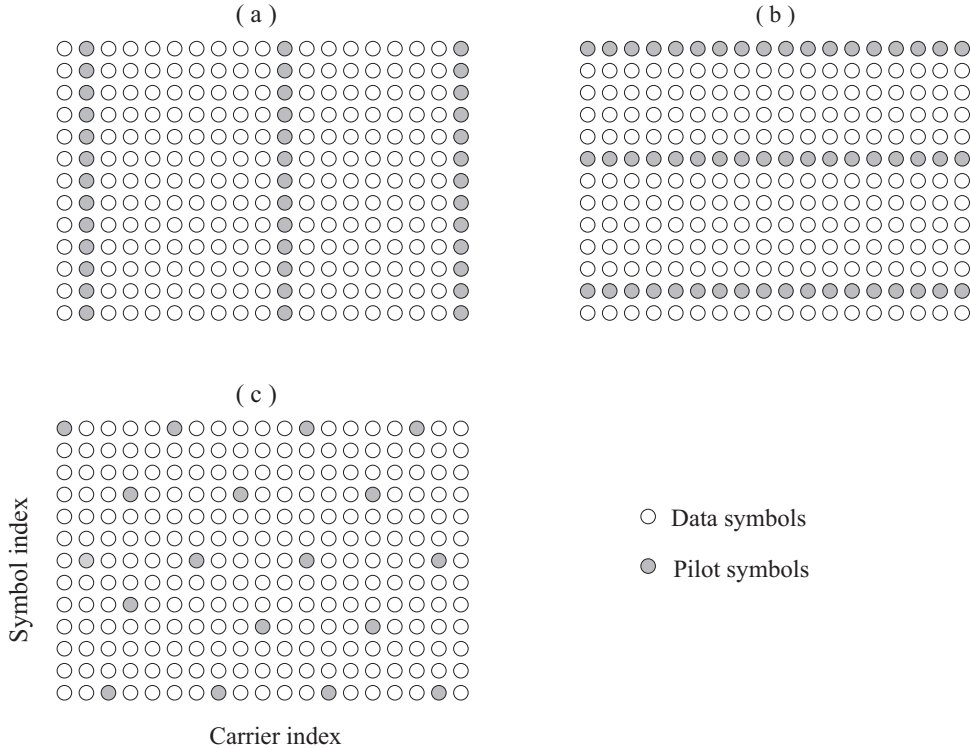 ( a )
( b )
( c )
Symbol index
Data symbols
Pilot symbols
Carrier index